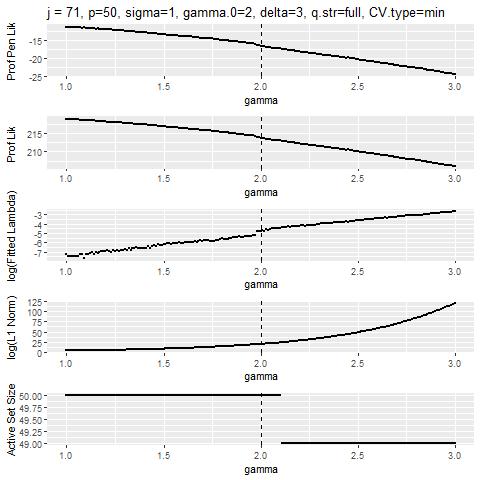 j = 71, p=50, sigma=1, gamma.0=2, delta=3, q.str=full, CV.type=min
Prof Pen Lik
-15
-20
-25
1.0 1.5 2.0 2.5 3.0
gamma
Prof Lik
215
210
1.0 1.5 2.0 2.5 3.0
gamma
log(Fitted Lambda)
-3
-4
-5
-6
-7
1.0 1.5 2.0 2.5 3.0
gamma
log(L1 Norm)
125
100
75
50
25
0
1.0 1.5 2.0 2.5 3.0
gamma
Active Set Size
50.00
49.75
49.50
49.25
49.00
1.0 1.5 2.0 2.5 3.0
gamma